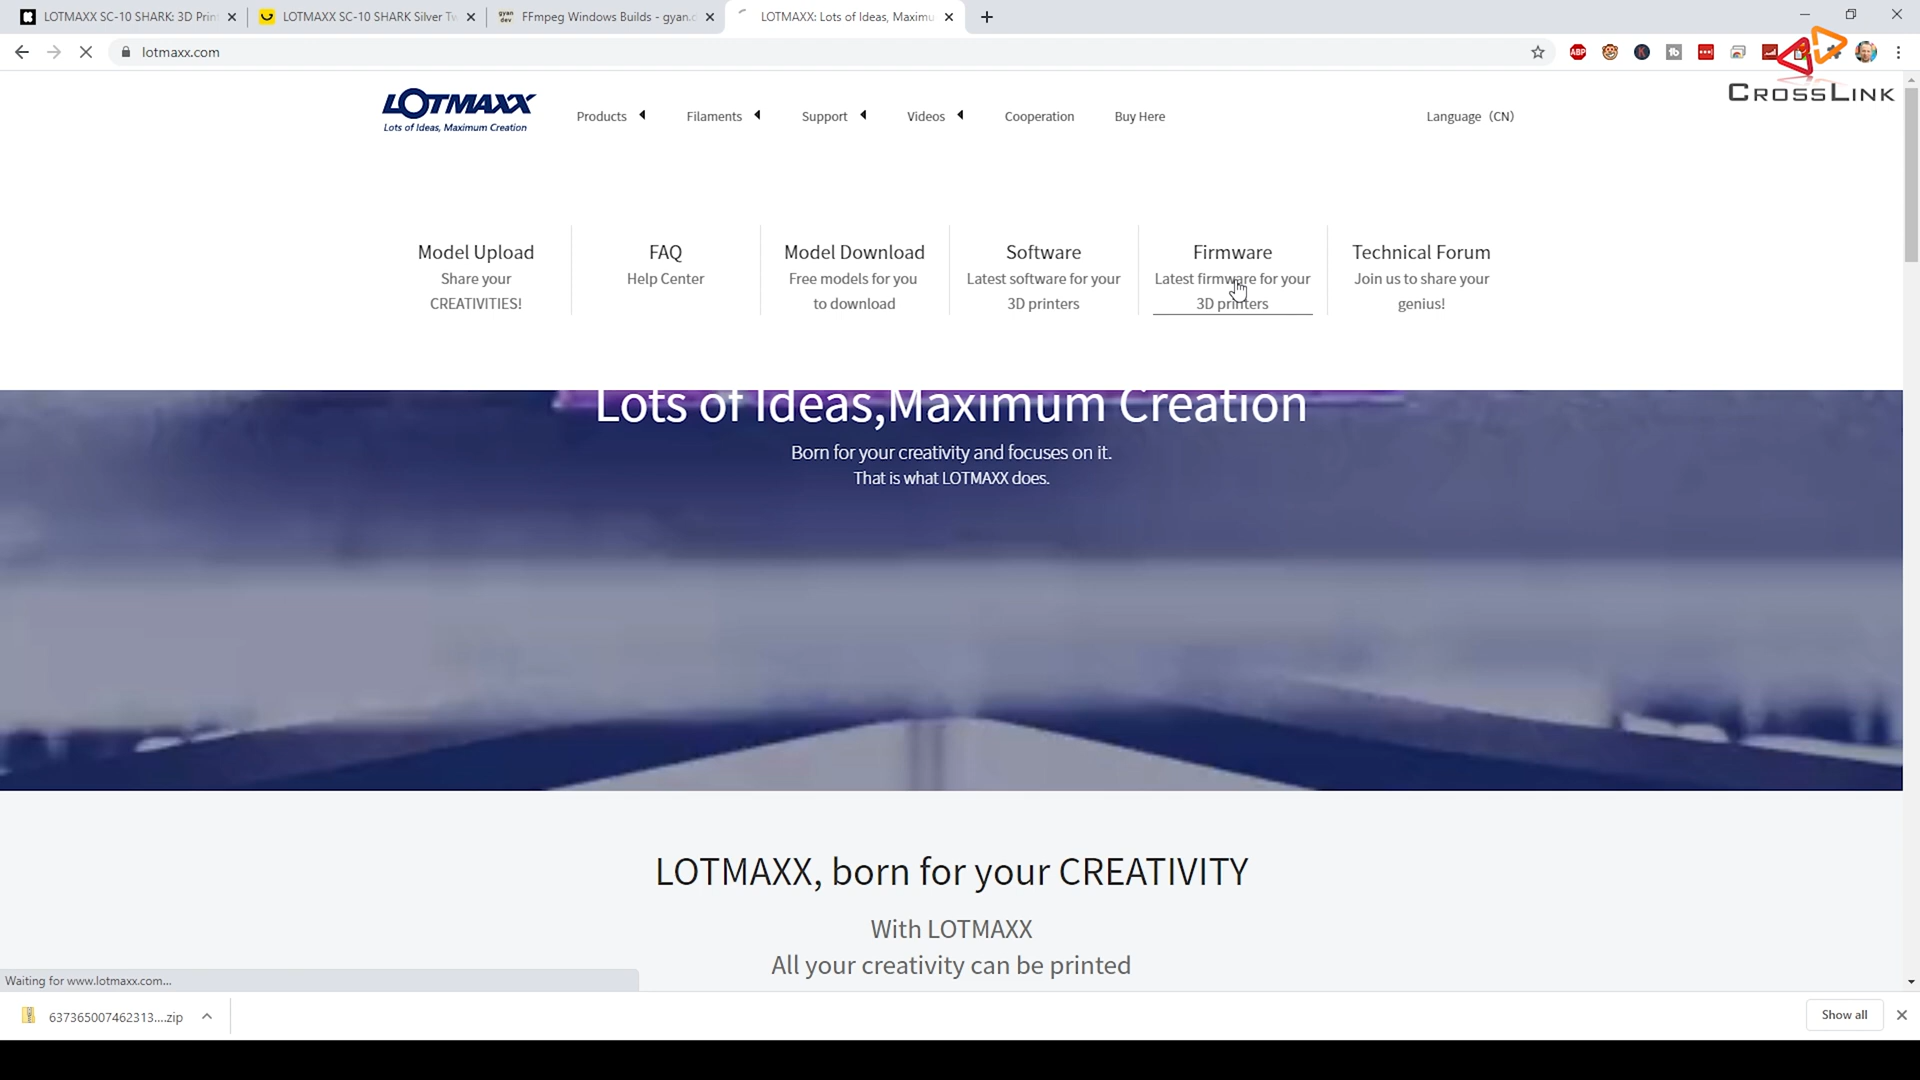 LOTMAXX SC-10 SHARK: 3D Prin
LOTMAXX SC-10 SHARK Silver Tw
FFmpeg Windows Builds - gyan.d
LOTMAXX: Lots of Ideas, Maximu
lotmaxx.com
CROSSLINK
LOTMAXX
Lots of Ideas, Maximum Creation
Products
Filaments
Support
Videos
Cooperation
Buy Here
Language (CN)
Model Upload
Share your
CREATIVITIES!
FAQ
Help Center
Model Download
Free models for you
to download
Software
Latest software for your
3D printers
Firmware
Latest firmware for your
3D printers
Technical Forum
Join us to share your
genius!
Lots of Ideas,Maximum Creation
Born for your creativity and focuses on it.
That is what LOTMAXX does.
LOTMAXX, born for your CREATIVITY
With LOTMAXX
All your creativity can be printed
Waiting for www.lotmaxx.com...
637365007462313....zip
Show all